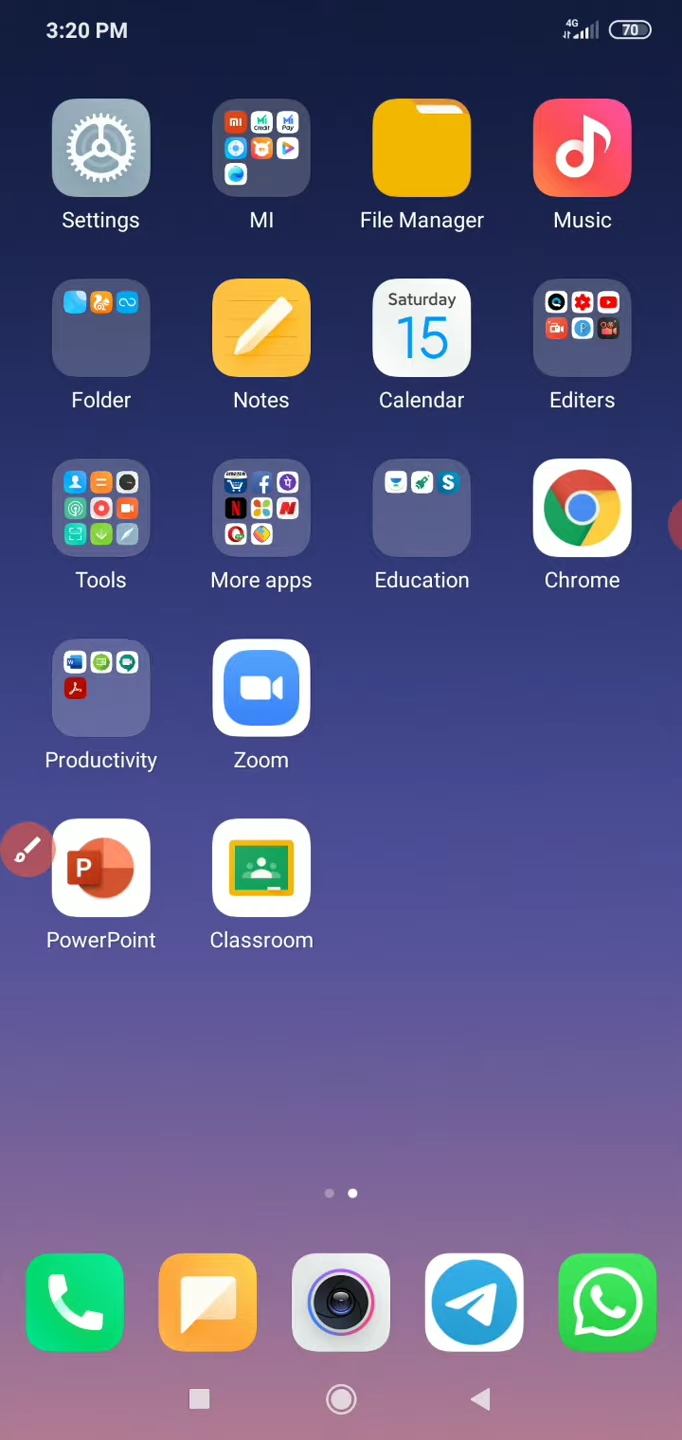 3:20 PM
4G
70
Settings
MI
File Manager
Music
Saturday
15
Folder
Notes
Calendar
Editers
Tools
More apps
Education
Chrome
Productivity
Zoom
P
PowerPoint
Classroom